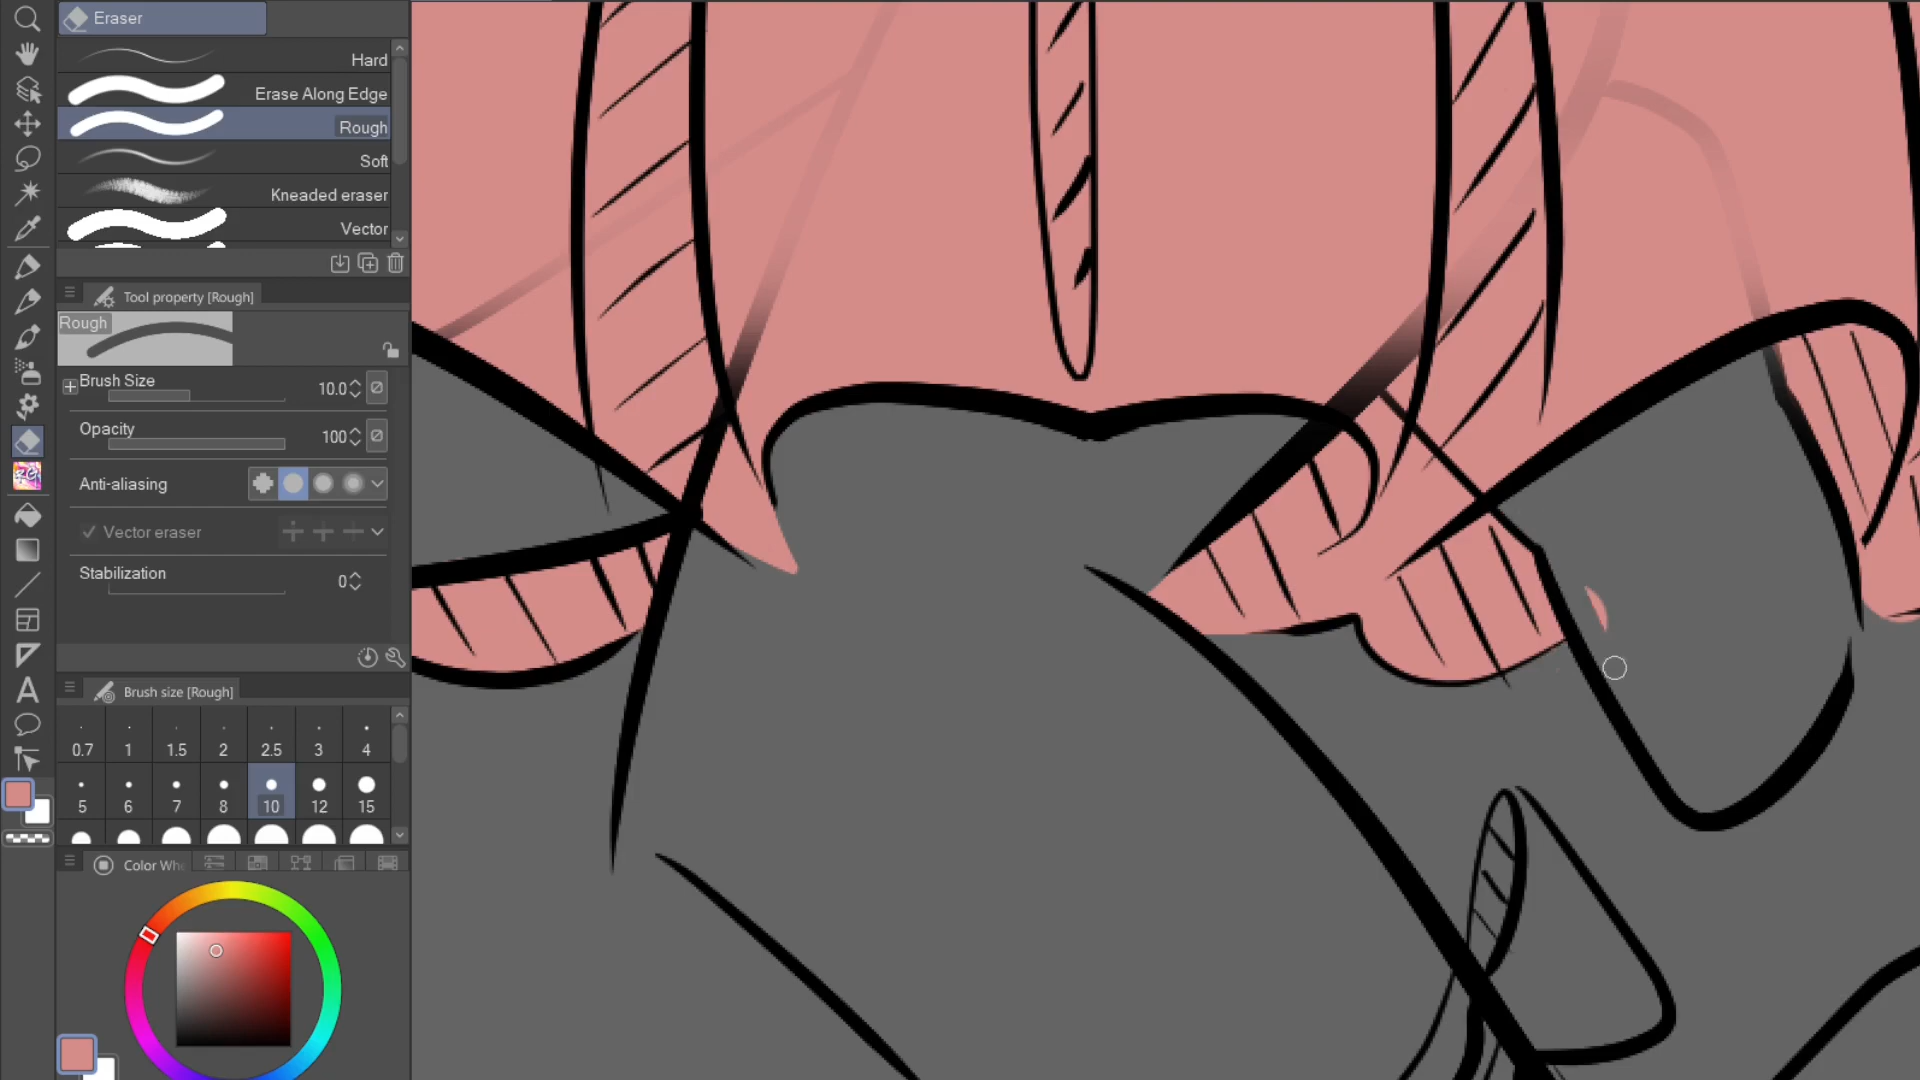 Eraser
Hard
Erase Along Edge
Rough
Soft
Kneaded eraser
Vector
Tool property [Rough]
Rough
Brush Size 10.0
Opacity 100
Anti-aliasing
Vector eraser
Stabilization 0
Brush size [Rough]
0.7 1 1.5 2 2.5 3 4
5 6 7 8 10 12 15
Color Whe